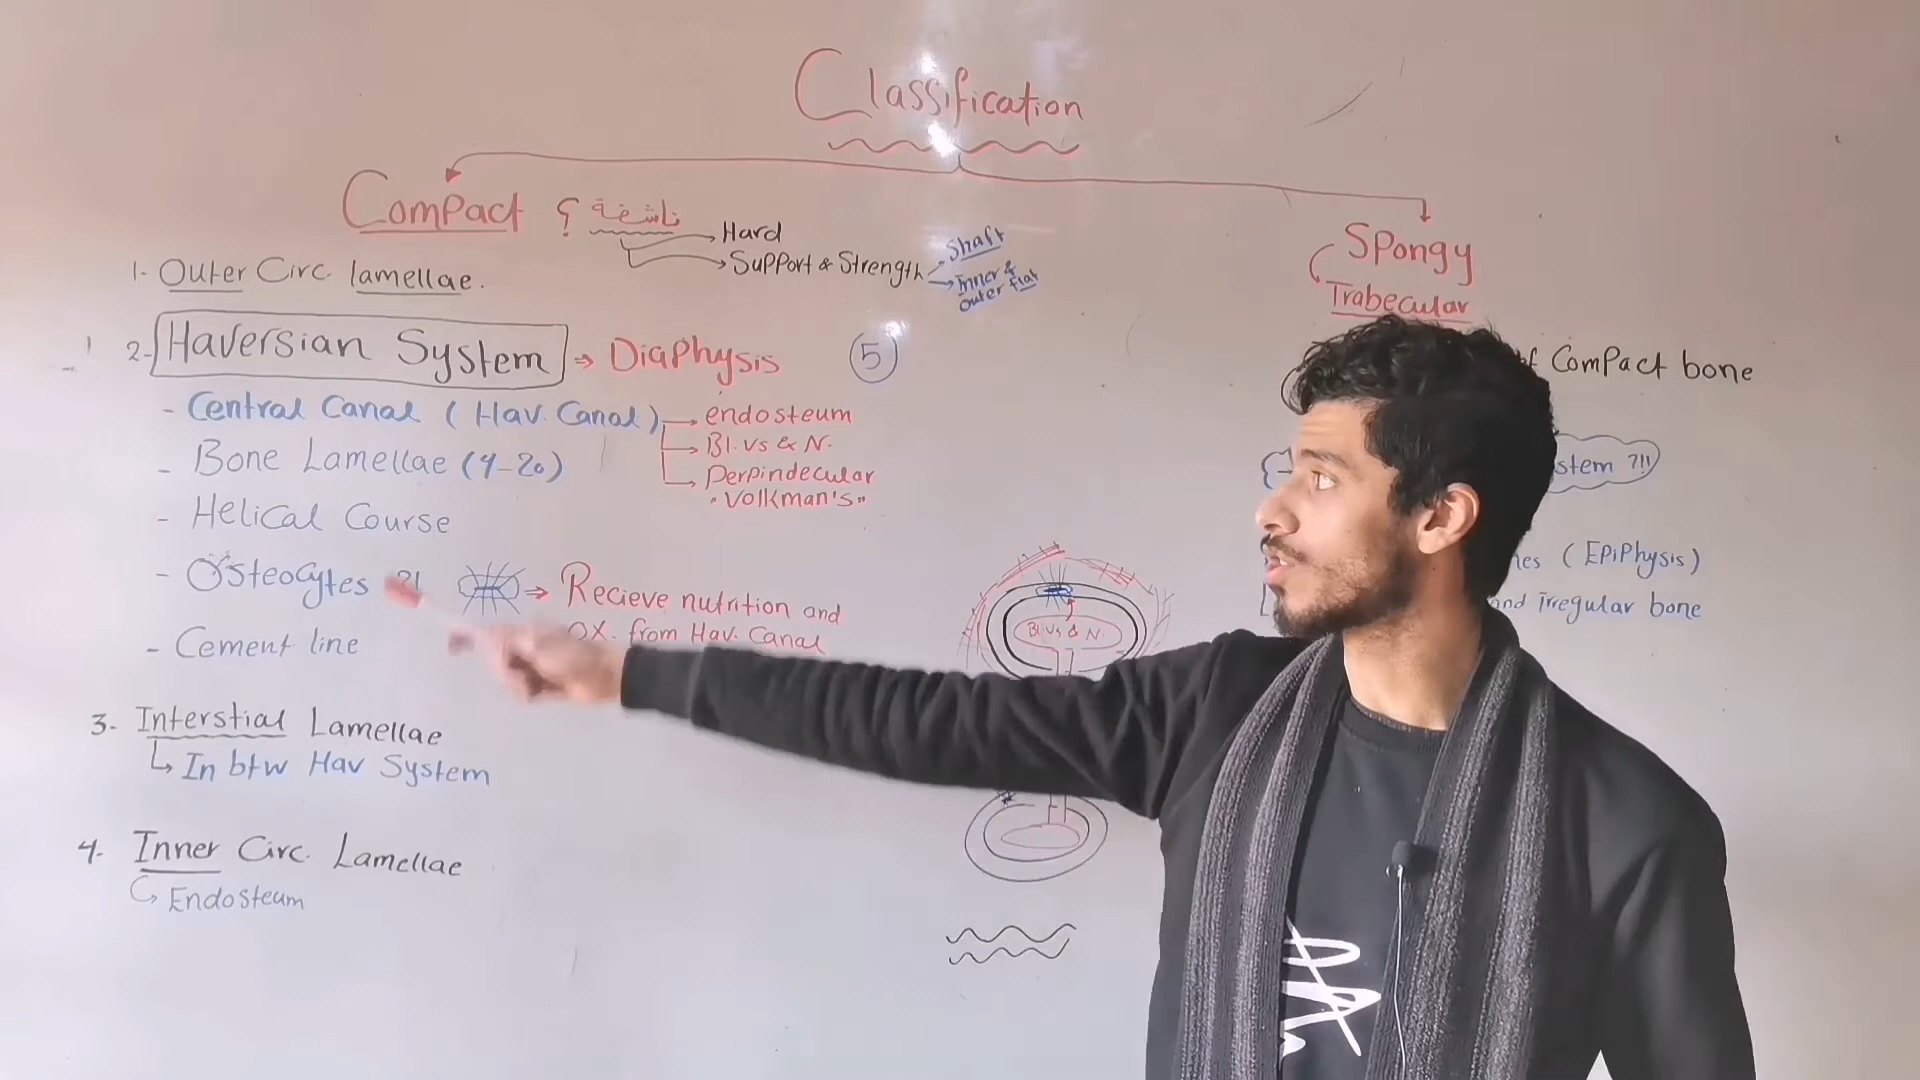 Classification
Compact ؟ ناشفة
Hard
Support & Strength
Shaft
Inner &
outer flat
1- Outer Circ. lamellae.
2- Haversian System ⇒ Diaphysis
5
- Central Canal (Hav. Canal)
endosteum
Bl.vs & N.
Perpindecular
"Volkman's"
- Bone Lamellae (4-20)
- Helical Course
- Osteocytes ?!
⇒ Recieve nutrition and
OX. from Hav. Canal
- Cement line
3- Interstial Lamellae
In btw Hav System
4- Inner Circ. Lamellae
Endosteum
Bl.Vs & N.
Spongy
Trabecular
of Compact bone
stem ?!!
nes (Epiphysis)
and irregular bone